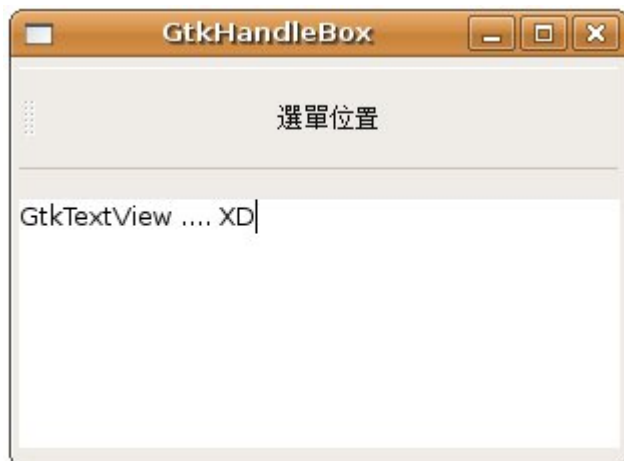 GtkHandleBox
選單位置
GtkTextView .... XD